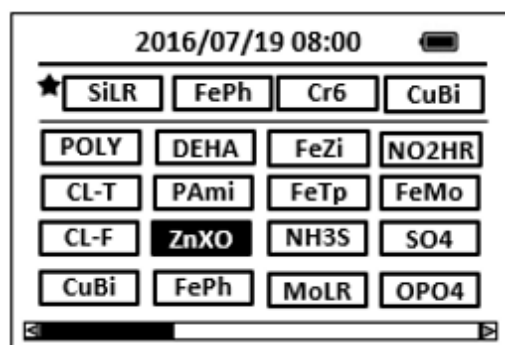 2016/07/19 08:00
SiLR FePh Cr6 CuBi
POLY DEHA FeZi NO2HR
CL-T PAmi FeTp FeMo
CL-F ZnXO NH3S SO4
CuBi FePh MoLR OPO4